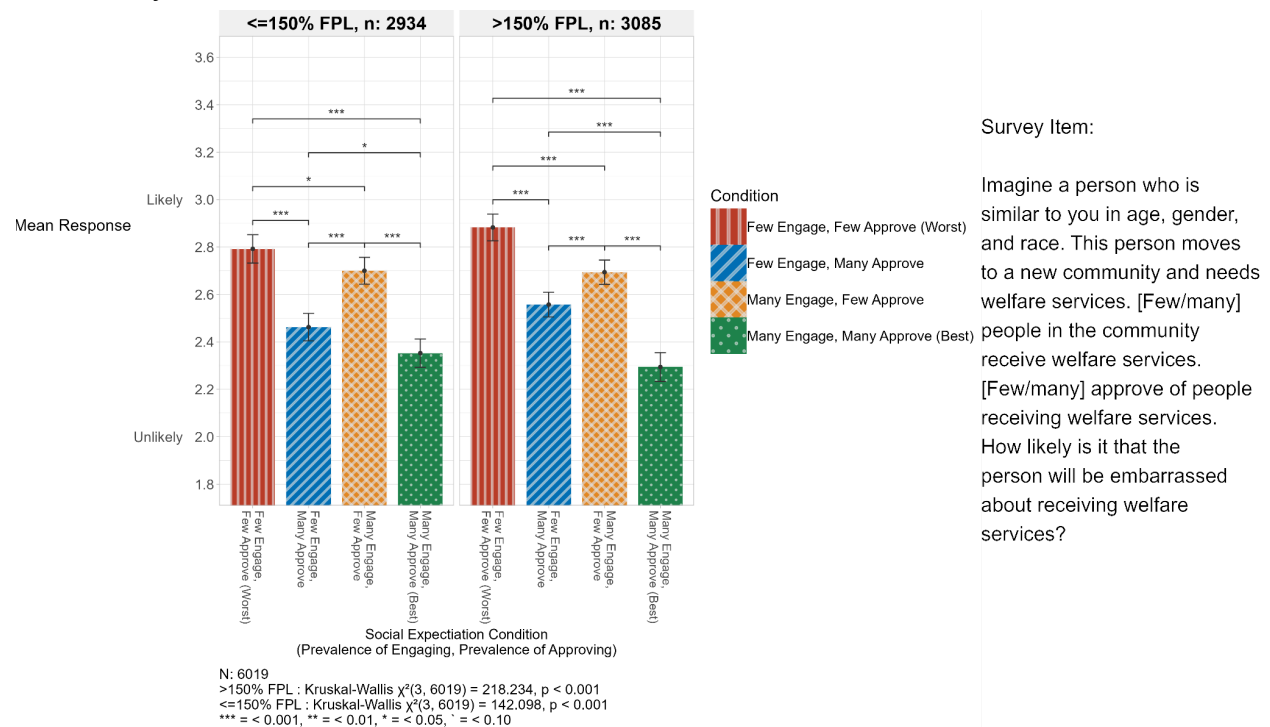 <=150% FPL, n: 2934
>150% FPL, n: 3085
3.6
3.4
3.2
Likely 3.0
2.8
2.6
2.4
2.2
Unlikely 2.0
1.8
Mean Response
***
*
*
***
***
***
***
***
***
***
***
***
Few Engage,
Few Approve (Worst)
Few Engage,
Many Approve
Many Engage,
Few Approve
Many Engage,
Many Approve (Best)
Few Engage,
Few Approve (Worst)
Few Engage,
Many Approve
Many Engage,
Few Approve
Many Engage,
Many Approve (Best)
Social Expectiation Condition
(Prevalence of Engaging, Prevalence of Approving)
N: 6019
>150% FPL : Kruskal-Wallis χ²(3, 6019) = 218.234, p < 0.001
<=150% FPL : Kruskal-Wallis χ²(3, 6019) = 142.098, p < 0.001
*** = < 0.001, ** = < 0.01, * = < 0.05, ` = < 0.10
Condition
Few Engage, Few Approve (Worst)
Few Engage, Many Approve
Many Engage, Few Approve
Many Engage, Many Approve (Best)
Survey Item:
Imagine a person who is
similar to you in age, gender,
and race. This person moves
to a new community and needs
welfare services. [Few/many]
people in the community
receive welfare services.
[Few/many] approve of people
receiving welfare services.
How likely is it that the
person will be embarrassed
about receiving welfare
services?